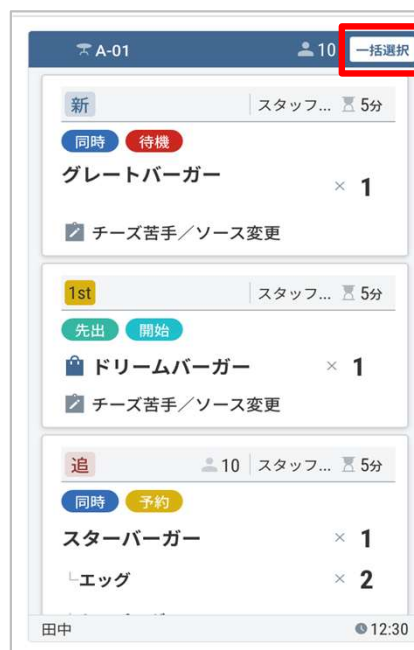 A-01 10 一括選択
新 スタッフ... 5分
同時 待機
グレートバーガー × 1
チーズ苦手／ソース変更
1st スタッフ... 5分
先出 開始
ドリームバーガー × 1
チーズ苦手／ソース変更
追 10 スタッフ... 5分
同時 予約
スターバーガー × 1
└エッグ × 2
田中 12:30